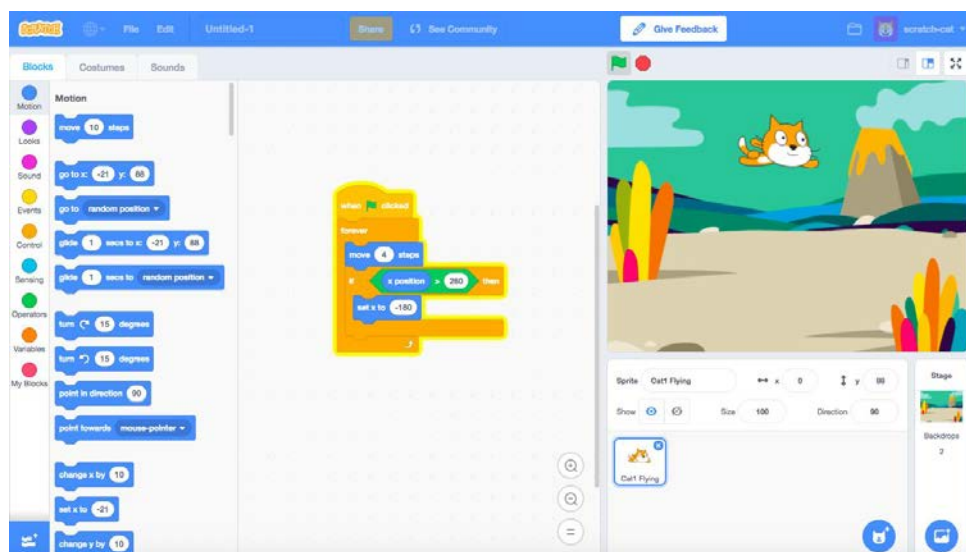 SCRATCH File Edit Untitled-1 Share See Community Give Feedback scratch-cat
Blocks Costumes Sounds
Motion
Looks
Sound
Events
Control
Sensing
Operators
Variables
My Blocks
Motion
move 10 steps
go to x: -21 y: 88
go to random position
glide 1 secs to x: -21 y: 88
glide 1 secs to random position
turn 15 degrees
turn 15 degrees
point in direction 90
point towards mouse-pointer
change x by 10
set x to -21
change y by 10
when clicked
forever
move 4 steps
if x position > 260 then
set x to -180
Sprite Cat1 Flying x 0 y 88
Show Size 100 Direction 90
Cat1 Flying
Stage
Backdrops
2